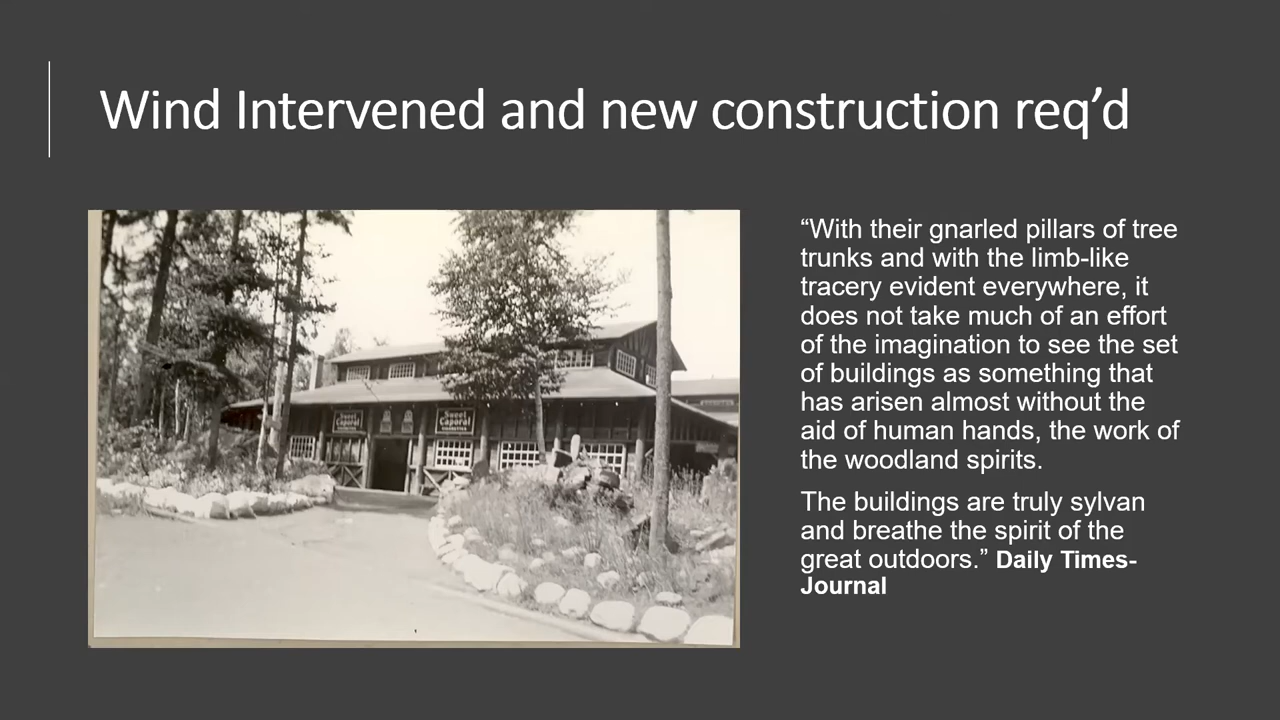 Wind Intervened and new construction req’d
“With their gnarled pillars of tree
trunks and with the limb-like
tracery evident everywhere, it
does not take much of an effort
of the imagination to see the set
of buildings as something that
has arisen almost without the
aid of human hands, the work of
the woodland spirits.
The buildings are truly sylvan
and breathe the spirit of the
great outdoors.” Daily Times-
Journal
Sweet
Caporal
Sweet
Caporal